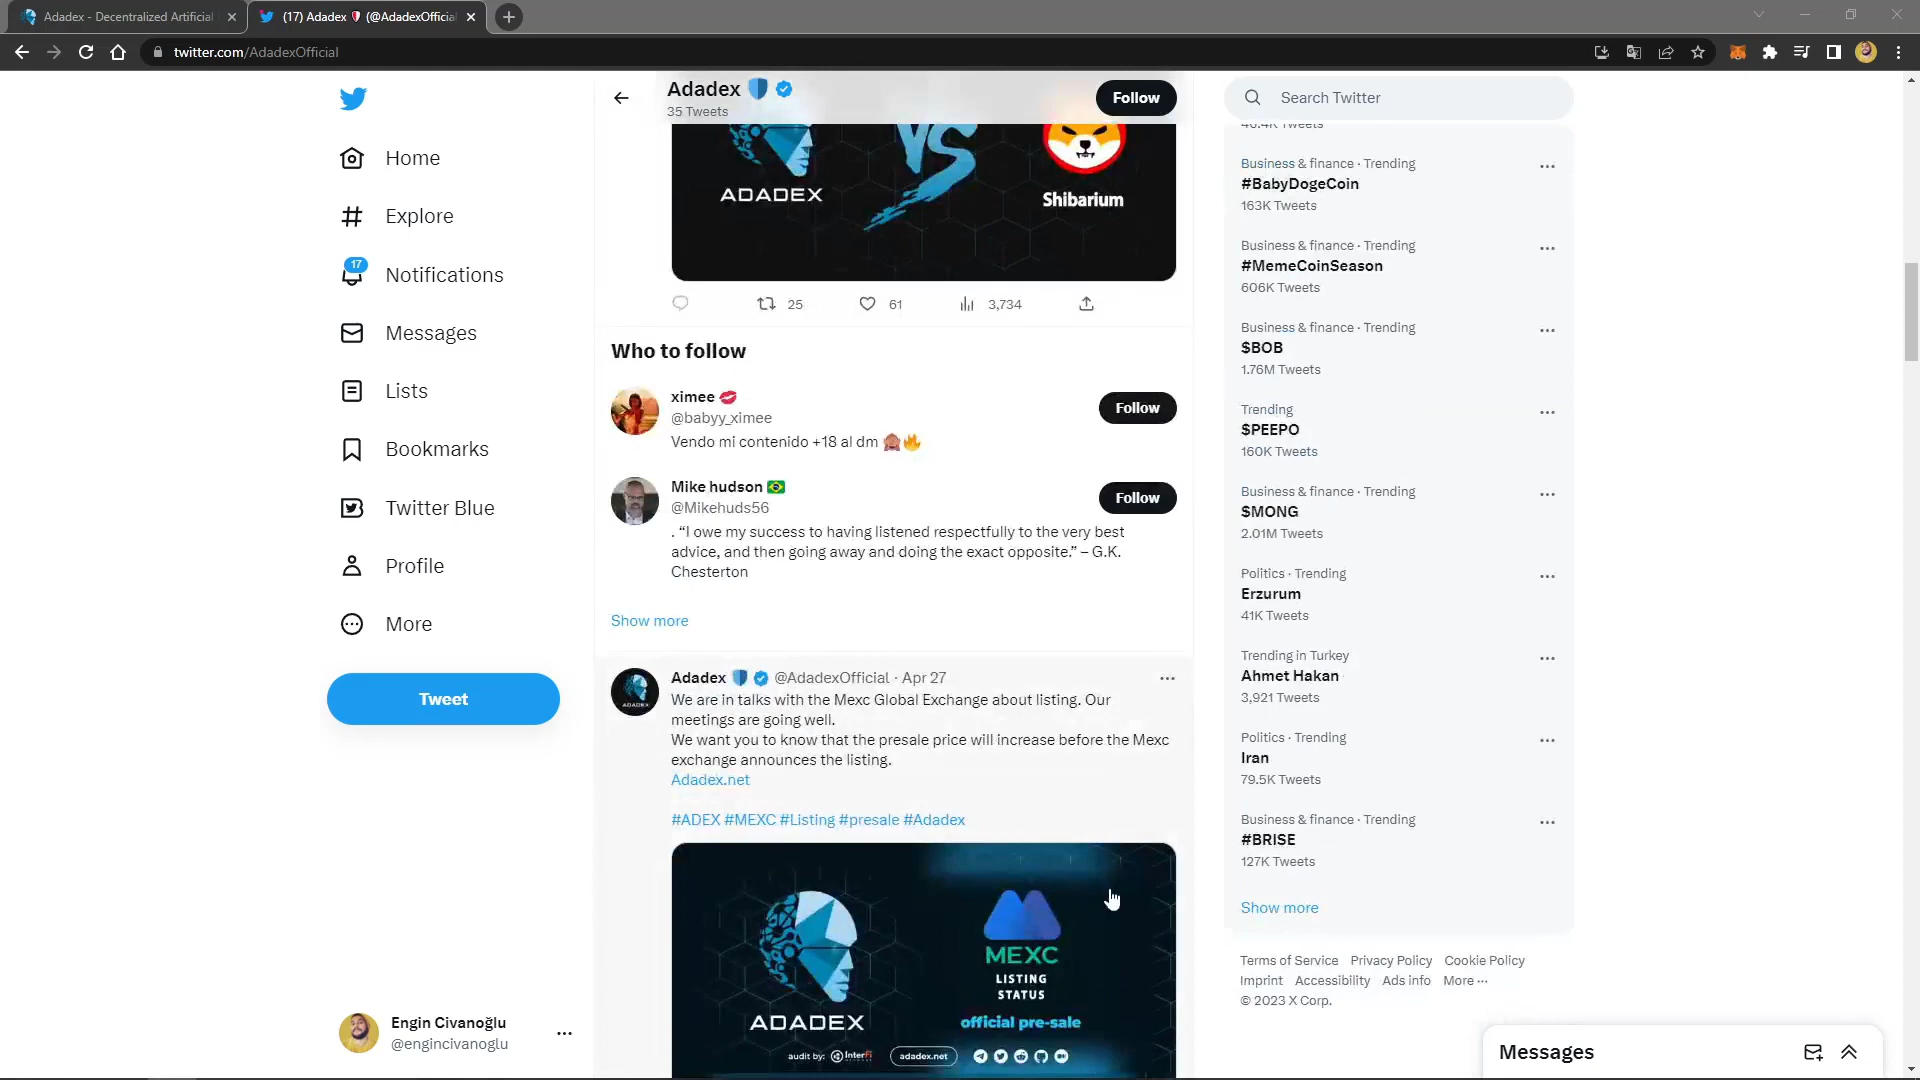 Adadex - Decentralized Artificial
(17) Adadex (@AdadexOfficial
twitter.com/AdadexOfficial
Home
Explore
17
Notifications
Messages
Lists
Bookmarks
Twitter Blue
Profile
More
Tweet
Engin Civanoğlu
@engincivanoglu
Adadex
35 Tweets
Follow
ADADEX
VS
Shibarium
25
61
3,734
Who to follow
ximee
@babyy_ximee
Vendo mi contenido +18 al dm
Follow
Mike hudson
@Mikehuds56
. “I owe my success to having listened respectfully to the very best
advice, and then going away and doing the exact opposite.” – G.K.
Chesterton
Follow
Show more
Adadex @AdadexOfficial · Apr 27
We are in talks with the Mexc Global Exchange about listing. Our
meetings are going well.
We want you to know that the presale price will increase before the Mexc
exchange announces the listing.
Adadex.net
#ADEX #MEXC #Listing #presale #Adadex
ADADEX
MEXC
LISTING
STATUS
official pre-sale
audit by: InterFi
adadex.net
Search Twitter
46.4K Tweets
Business & finance · Trending
#BabyDogeCoin
163K Tweets
Business & finance · Trending
#MemeCoinSeason
606K Tweets
Business & finance · Trending
$BOB
1.76M Tweets
Trending
$PEEPO
160K Tweets
Business & finance · Trending
$MONG
2.01M Tweets
Politics · Trending
Erzurum
41K Tweets
Trending in Turkey
Ahmet Hakan
3,921 Tweets
Politics · Trending
Iran
79.5K Tweets
Business & finance · Trending
#BRISE
127K Tweets
Show more
Terms of Service Privacy Policy Cookie Policy
Imprint Accessibility Ads info More ···
© 2023 X Corp.
Messages